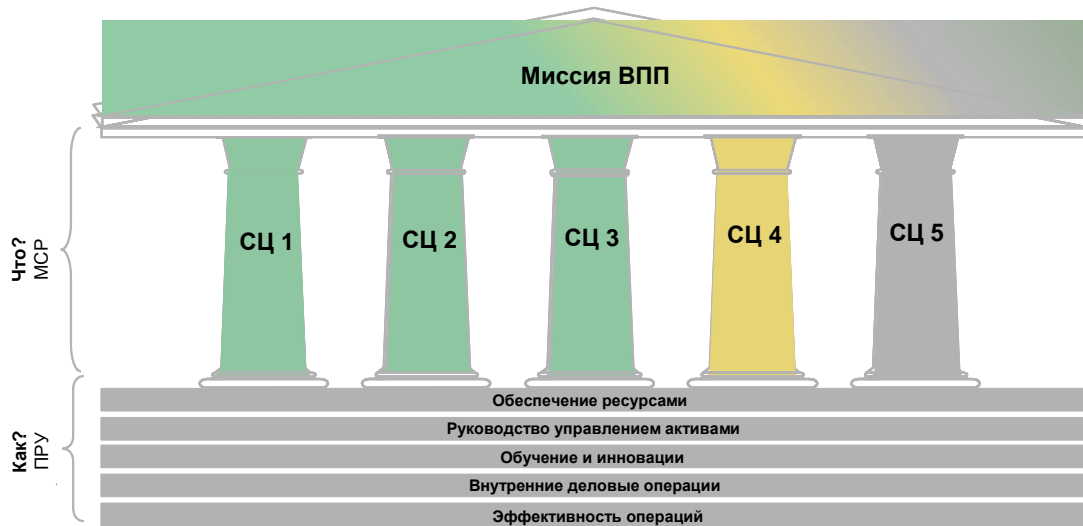 Миссия ВПП
Что?
МСР
СЦ 1
СЦ 2
СЦ 3
СЦ 4
СЦ 5
Как?
ПРУ
Обеспечение ресурсами
Руководство управлением активами
Обучение и инновации
Внутренние деловые операции
Эффективность операций